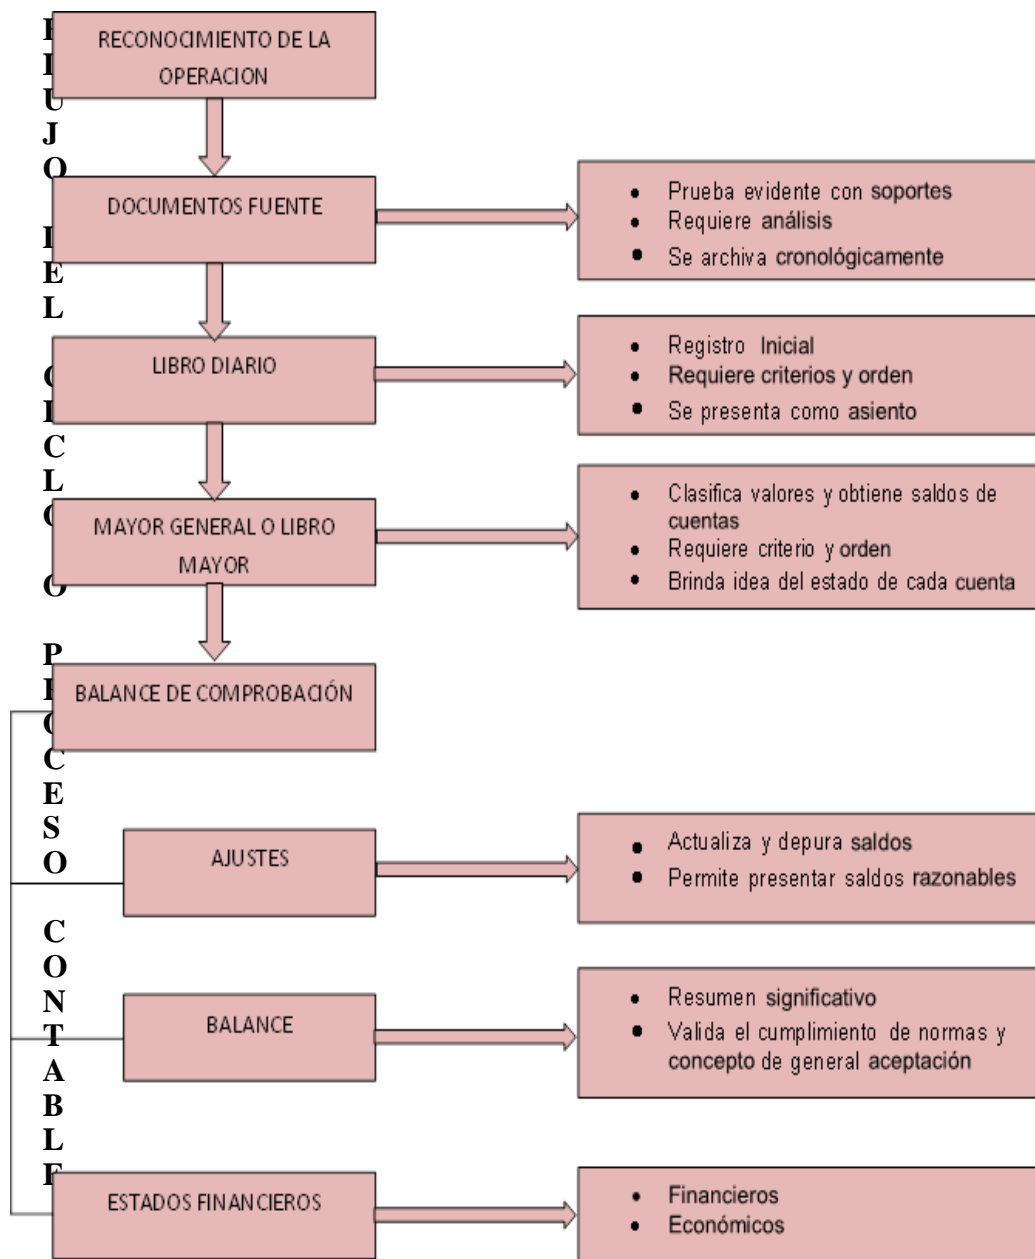 FLUJO DEL CICLO O PROCESO CONTABLE
RECONOCIMIENTO DE LA
OPERACION
DOCUMENTOS FUENTE
• Prueba evidente con soportes
• Requiere análisis
• Se archiva cronológicamente
LIBRO DIARIO
• Registro Inicial
• Requiere criterios y orden
• Se presenta como asiento
MAYOR GENERAL O LIBRO
MAYOR
• Clasifica valores y obtiene saldos de
cuentas
• Requiere criterio y orden
• Brinda idea del estado de cada cuenta
BALANCE DE COMPROBACIÓN
AJUSTES
• Actualiza y depura saldos
• Permite presentar saldos razonables
BALANCE
• Resumen significativo
• Valida el cumplimiento de normas y
concepto de general aceptación
ESTADOS FINANCIEROS
• Financieros
• Económicos